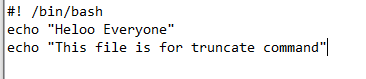 #! /bin/bash
echo "Heloo Everyone"
echo "This file is for truncate command"